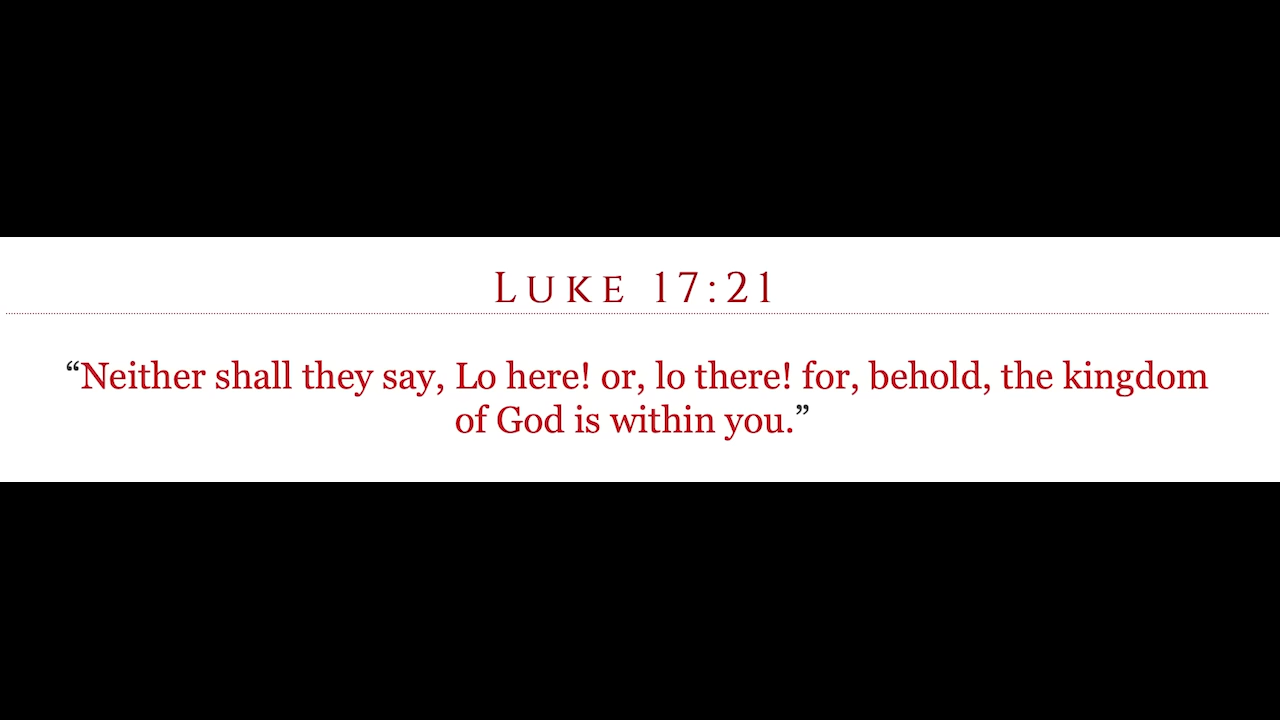 Luke 17:21
“Neither shall they say, Lo here! or, lo there! for, behold, the kingdom
of God is within you.”